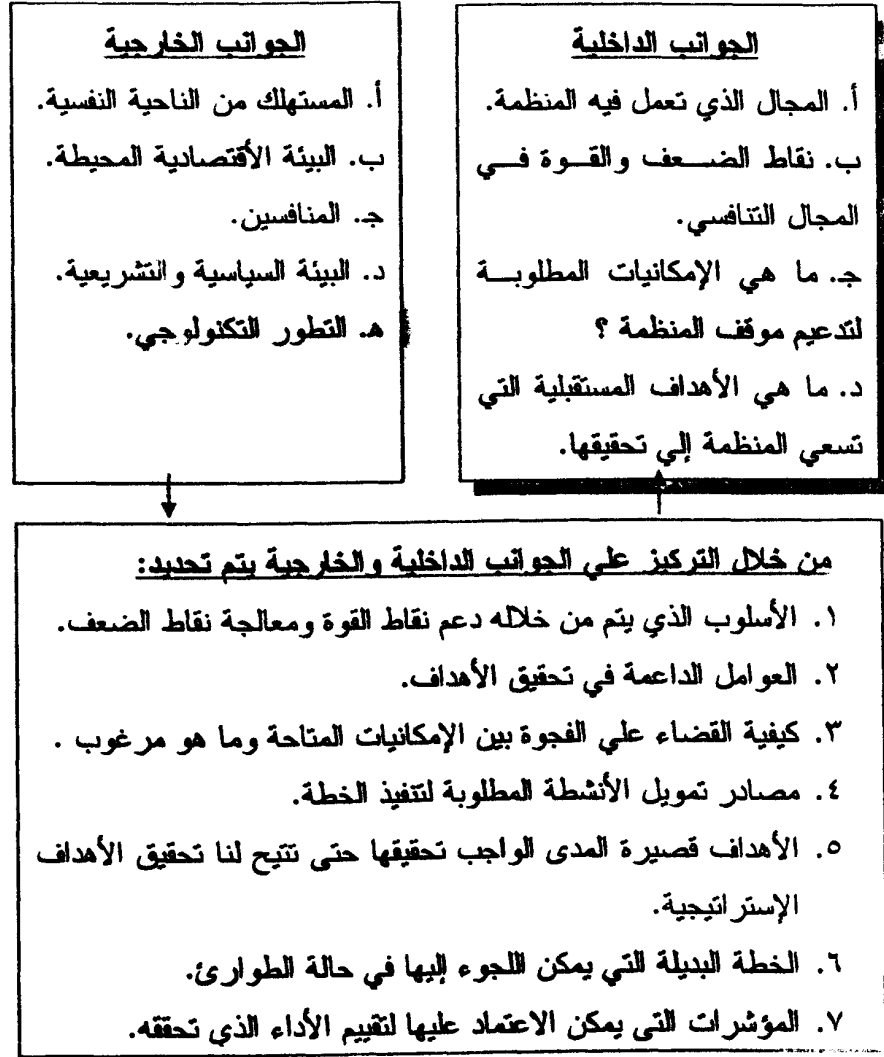 الجوانب الداخلية
أ. المجال الذي تعمل فيه المنظمة.
ب. نقاط الضعف والقوة في
المجال التنافسي.
جـ. ما هي الإمكانيات المطلوبة
لتدعيم موقف المنظمة ؟
د. ما هي الأهداف المستقبلية التي
تسعي المنظمة إلي تحقيقها.
الجوانب الخارجية
أ. المستهلك من الناحية النفسية.
ب. البيئة الأقتصادية المحيطة.
جـ. المنافسين.
د. البيئة السياسية والتشريعية.
هـ. التطور التكنولوجي.
من خلال التركيز علي الجوانب الداخلية والخارجية يتم تحديد:
١. الأسلوب الذي يتم من خلاله دعم نقاط القوة ومعالجة نقاط الضعف.
٢. العوامل الداعمة في تحقيق الأهداف.
٣. كيفية القضاء علي الفجوة بين الإمكانيات المتاحة وما هو مرغوب .
٤. مصادر تمويل الأنشطة المطلوبة لتنفيذ الخطة.
٥. الأهداف قصيرة المدى الواجب تحقيقها حتى تتيح لنا تحقيق الأهداف
الإستراتيجية.
٦. الخطة البديلة التي يمكن اللجوء إليها في حالة الطوارئ.
٧. المؤشرات التى يمكن الاعتماد عليها لتقييم الأداء الذي تحققه.